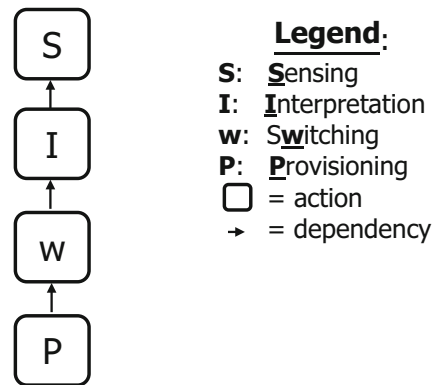 S
I
w
P
Legend:
S: Sensing
I: Interpretation
w: Switching
P: Provisioning
= action
= dependency